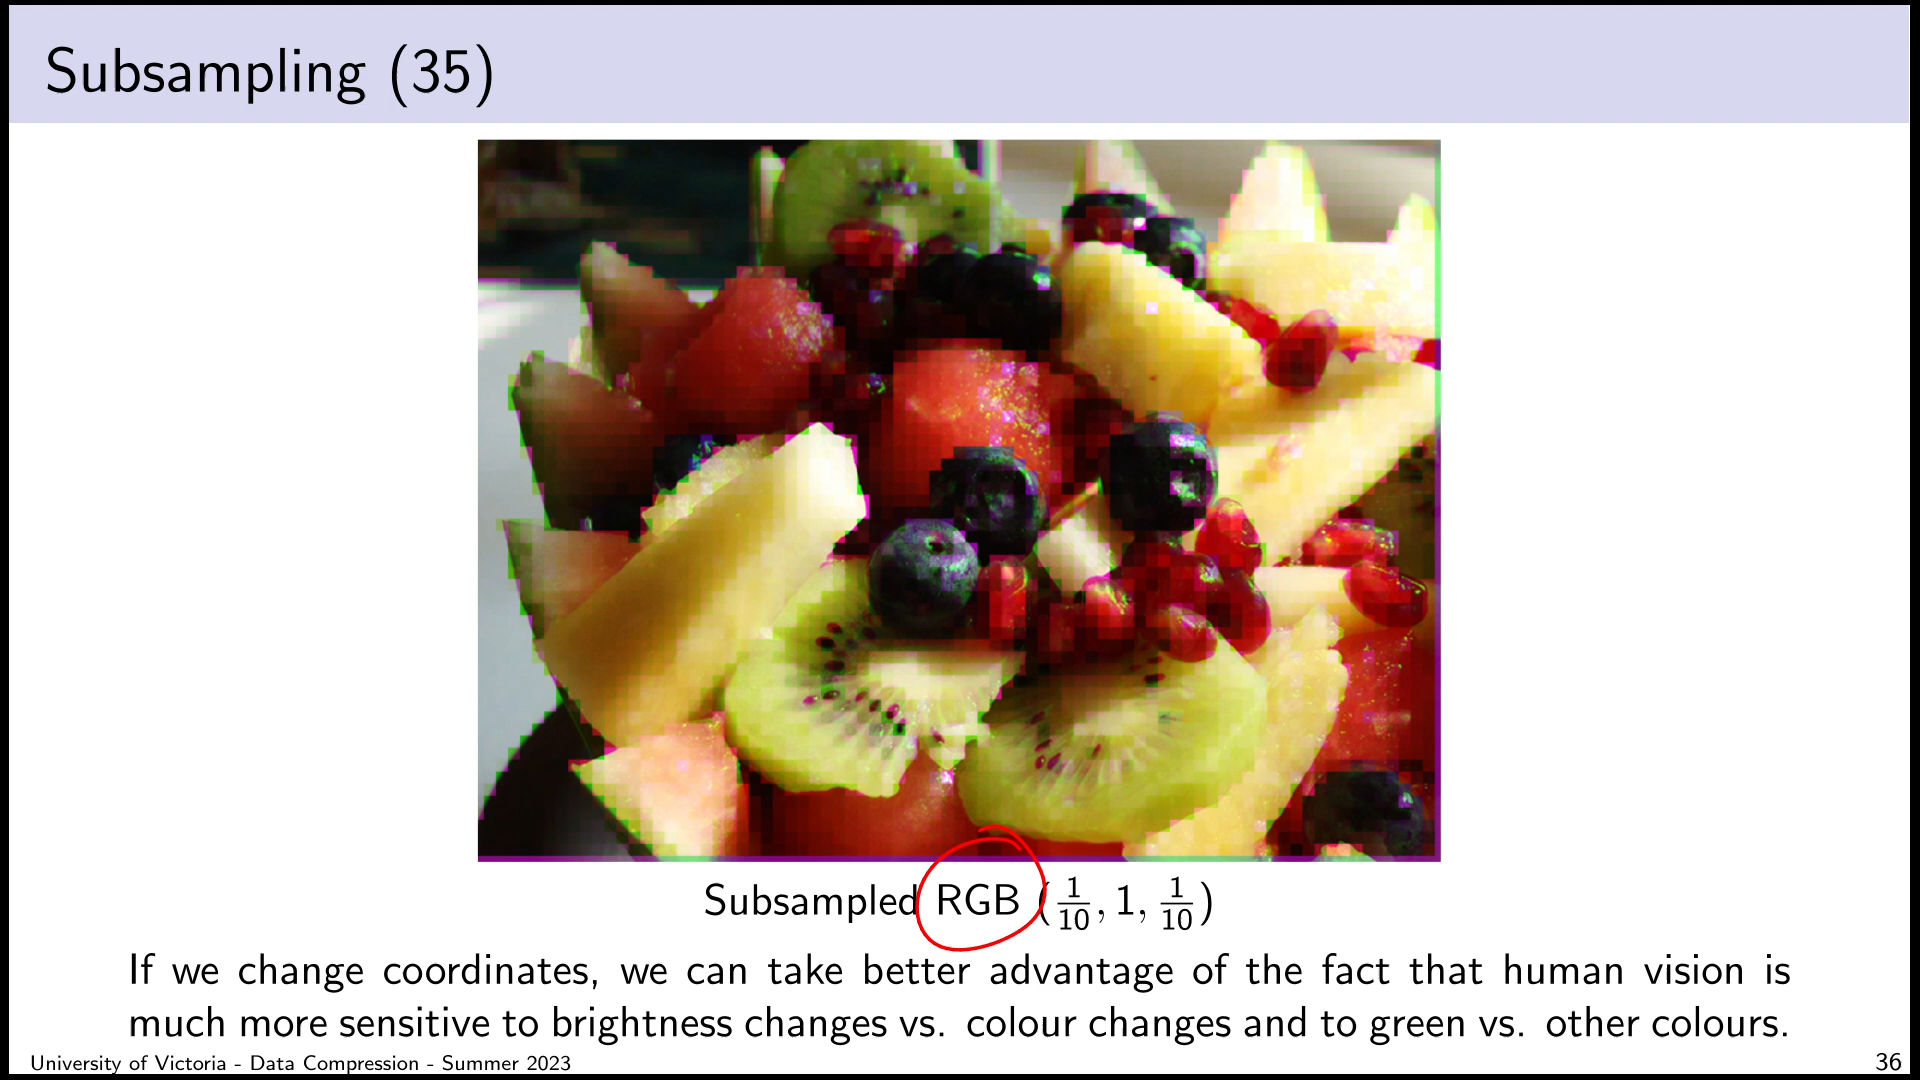 Subsampling (35)
Subsampled RGB (1/10, 1, 1/10)
If we change coordinates, we can take better advantage of the fact that human vision is
much more sensitive to brightness changes vs. colour changes and to green vs. other colours.
University of Victoria - Data Compression - Summer 2023
36